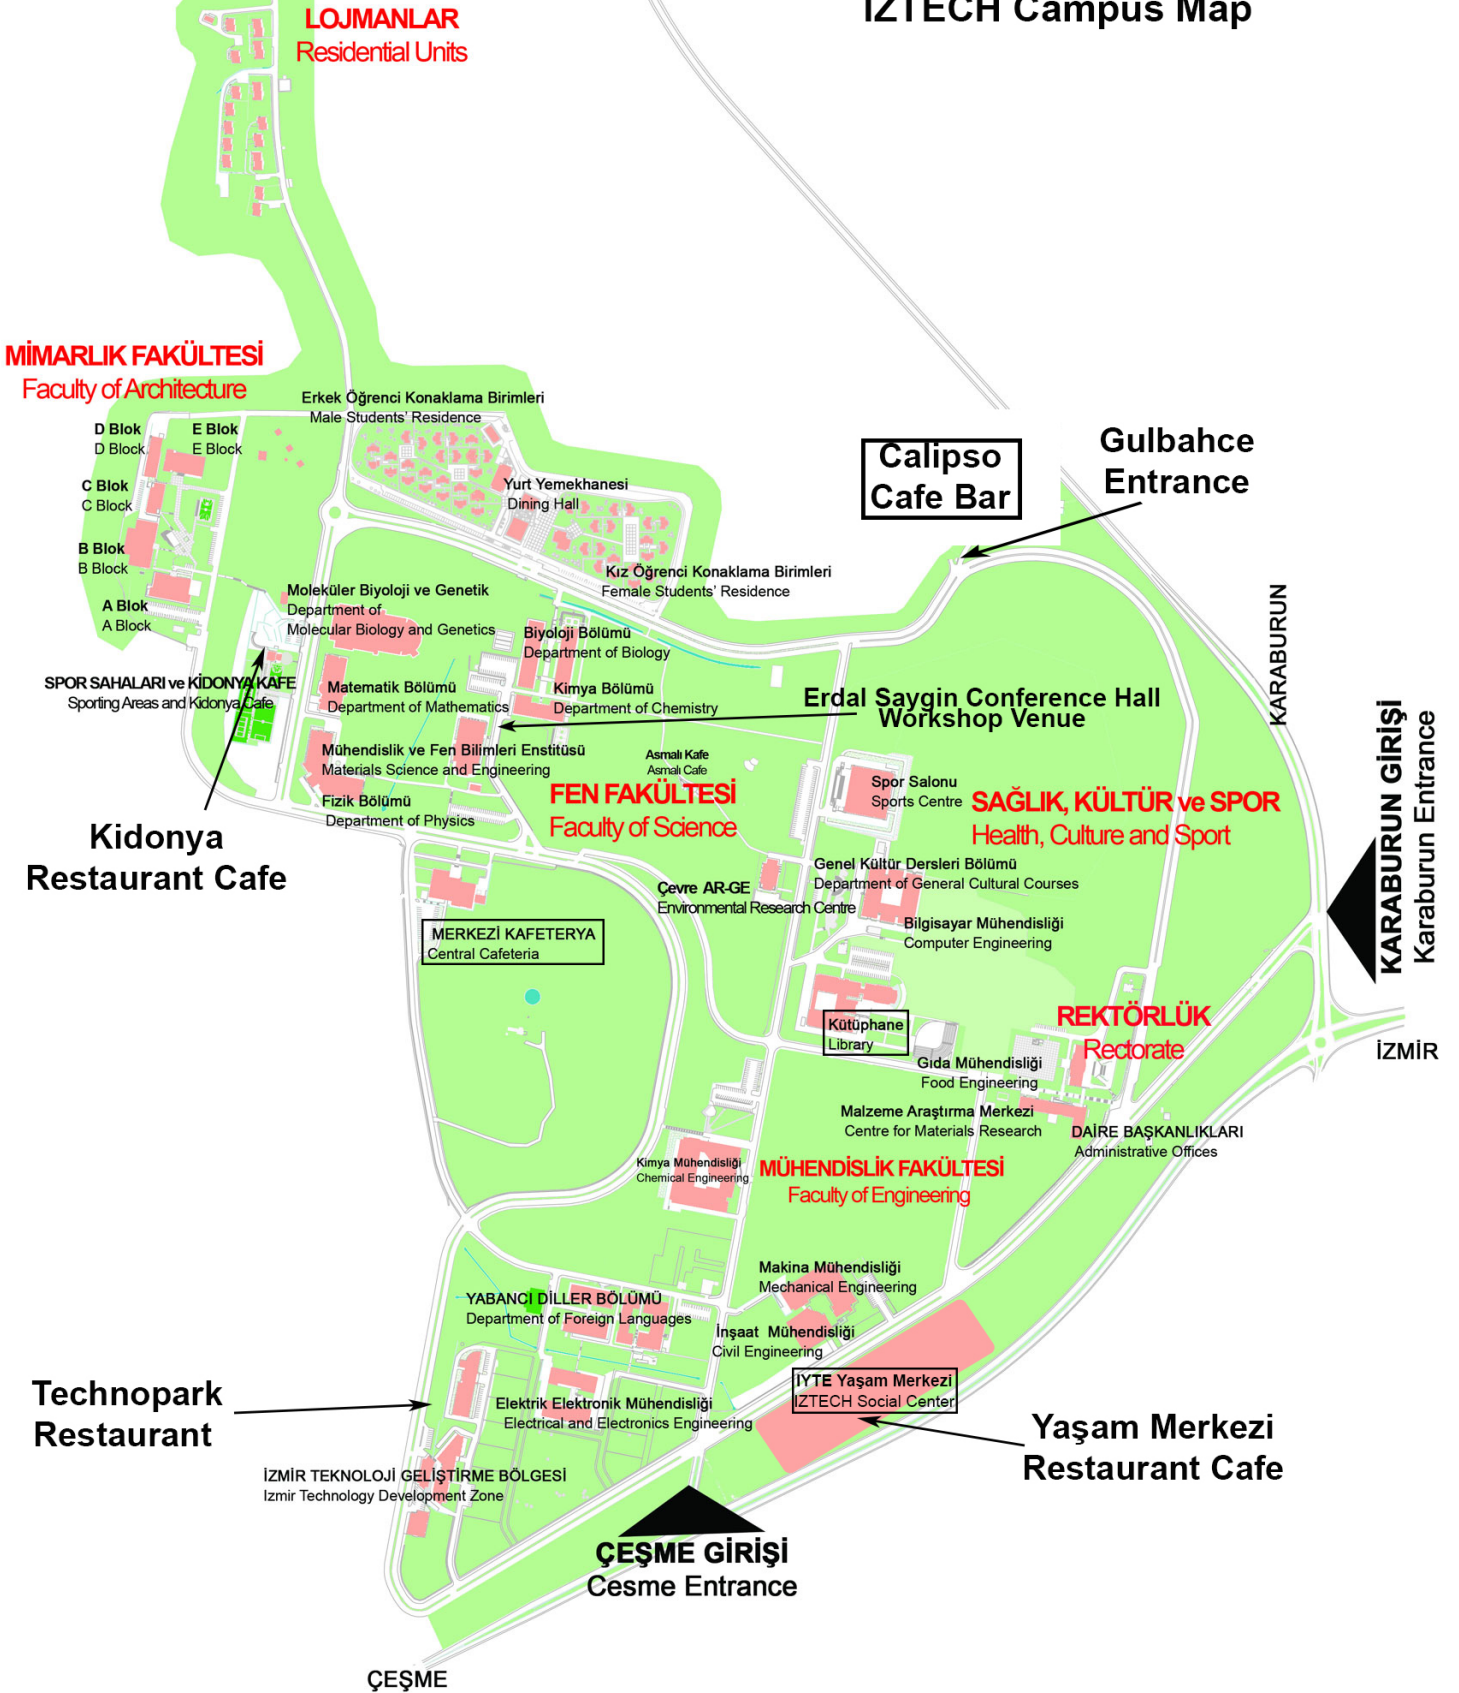 IZTECH Campus Map
LOJMANLAR
Residential Units
MİMARLIK FAKÜLTESİ
Faculty of Architecture
Erkek Öğrenci Konaklama Birimleri
Male Students' Residence
D Blok
D Block
E Blok
E Block
C Blok
C Block
B Blok
B Block
A Blok
A Block
Yurt Yemekhanesi
Dining Hall
Calipso
Cafe Bar
Gulbahce
Entrance
Kız Öğrenci Konaklama Birimleri
Female Students' Residence
Moleküler Biyoloji ve Genetik
Department of
Molecular Biology and Genetics
Biyoloji Bölümü
Department of Biology
KARABURUN
SPOR SAHALARI ve KİDONYA KAFE
Sporting Areas and Kidonya Cafe
Matematik Bölümü
Department of Mathematics
Kimya Bölümü
Department of Chemistry
Erdal Saygin Conference Hall
Workshop Venue
KARABURUN GİRİŞİ
Karaburun Entrance
Mühendislik ve Fen Bilimleri Enstitüsü
Materials Science and Engineering
Asmalı Kafe
Asmalı Cafe
Fizik Bölümü
Department of Physics
FEN FAKÜLTESİ
Faculty of Science
Spor Salonu
Sports Centre
SAĞLIK, KÜLTÜR ve SPOR
Health, Culture and Sport
Kidonya
Restaurant Cafe
Genel Kültür Dersleri Bölümü
Department of General Cultural Courses
Çevre AR-GE
Environmental Research Centre
Bilgisayar Mühendisliği
Computer Engineering
MERKEZİ KAFETERYA
Central Cafeteria
Kütüphane
Library
REKTÖRLÜK
Rectorate
İZMİR
Gıda Mühendisliği
Food Engineering
Malzeme Araştırma Merkezi
Centre for Materials Research
DAİRE BAŞKANLIKLARI
Administrative Offices
Kimya Mühendisliği
Chemical Engineering
MÜHENDİSLİK FAKÜLTESİ
Faculty of Engineering
Makina Mühendisliği
Mechanical Engineering
YABANCI DİLLER BÖLÜMÜ
Department of Foreign Languages
İnşaat Mühendisliği
Civil Engineering
Technopark
Restaurant
Elektrik Elektronik Mühendisliği
Electrical and Electronics Engineering
İYTE Yaşam Merkezi
IZTECH Social Center
Yaşam Merkezi
Restaurant Cafe
İZMİR TEKNOLOJİ GELİŞTİRME BÖLGESİ
Izmir Technology Development Zone
ÇEŞME GİRİŞİ
Cesme Entrance
ÇEŞME